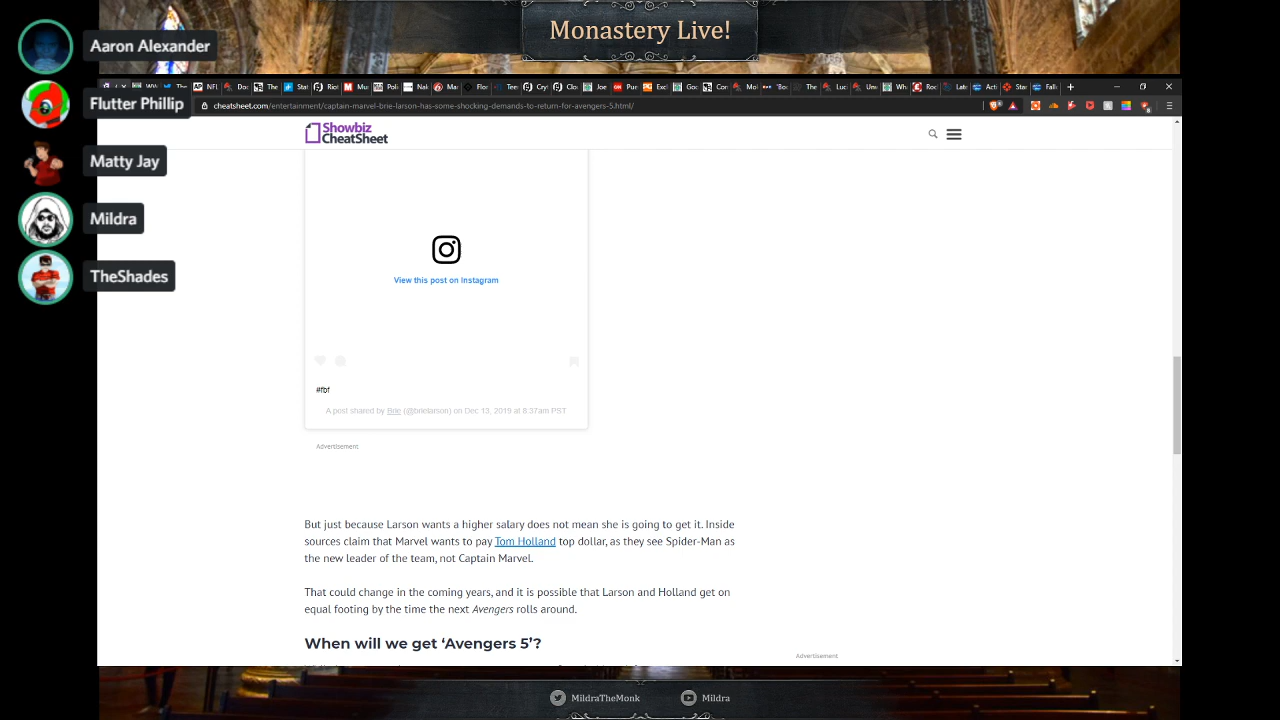 Monastery Live!
Aaron Alexander
Flutter Phillip
Matty Jay
Mildra
TheShades
cheatsheet.com/entertainment/captain-marvel-brie-larson-has-some-shocking-demands-to-return-for-avengers-5.html/
Showbiz
CheatSheet
View this post on Instagram
#fbf
A post shared by Brie (@brielarson) on Dec 13, 2019 at 8:37am PST
Advertisement
But just because Larson wants a higher salary does not mean she is going to get it. Inside
sources claim that Marvel wants to pay Tom Holland top dollar, as they see Spider-Man as
the new leader of the team, not Captain Marvel.
That could change in the coming years, and it is possible that Larson and Holland get on
equal footing by the time the next Avengers rolls around.
When will we get ‘Avengers 5’?
Advertisement
MildraTheMonk
Mildra